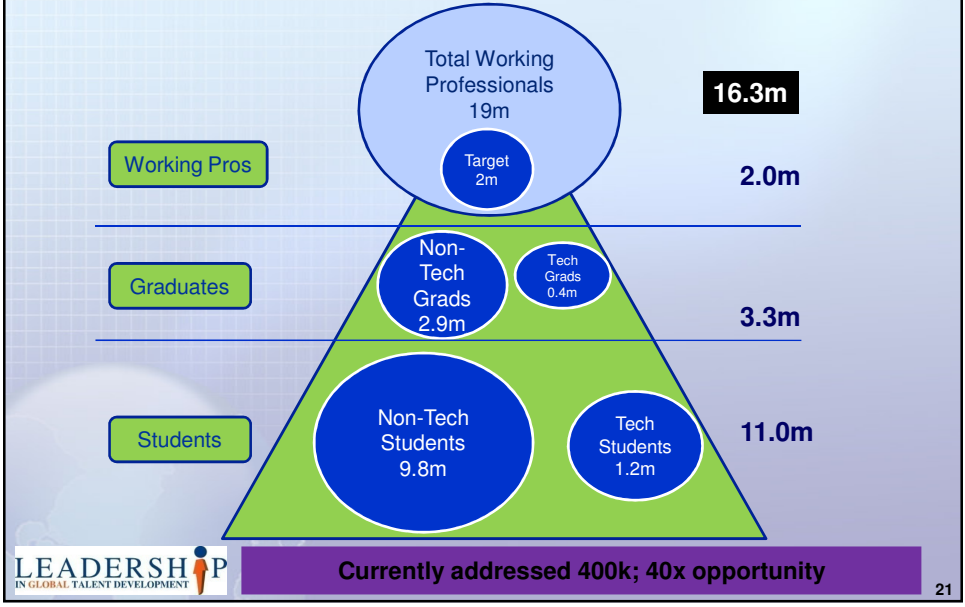 Total Working
Professionals
19m
16.3m
Working Pros
Target
2m
2.0m
Graduates
Non-
Tech
Grads
2.9m
Tech
Grads
0.4m
3.3m
Students
Non-Tech
Students
9.8m
Tech
Students
1.2m
11.0m
LEADERSHIP
IN GLOBAL TALENT DEVELOPMENT
Currently addressed 400k; 40x opportunity
21